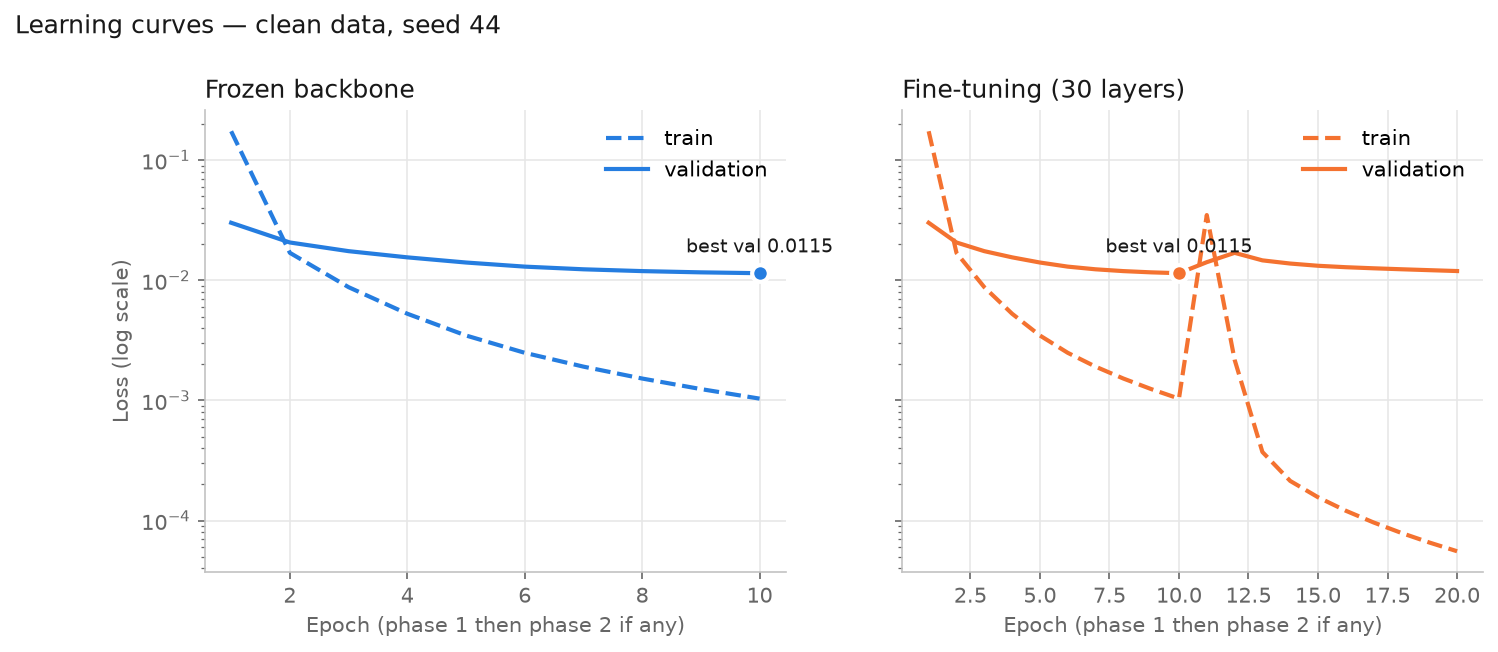 Learning curves — clean data, seed 44
Frozen backbone
train
validation
best val 0.0115
Loss (log scale)
10⁻¹
10⁻²
10⁻³
10⁻⁴
2 4 6 8 10
Epoch (phase 1 then phase 2 if any)
Fine-tuning (30 layers)
train
validation
best val 0.0115
2.5 5.0 7.5 10.0 12.5 15.0 17.5 20.0
Epoch (phase 1 then phase 2 if any)